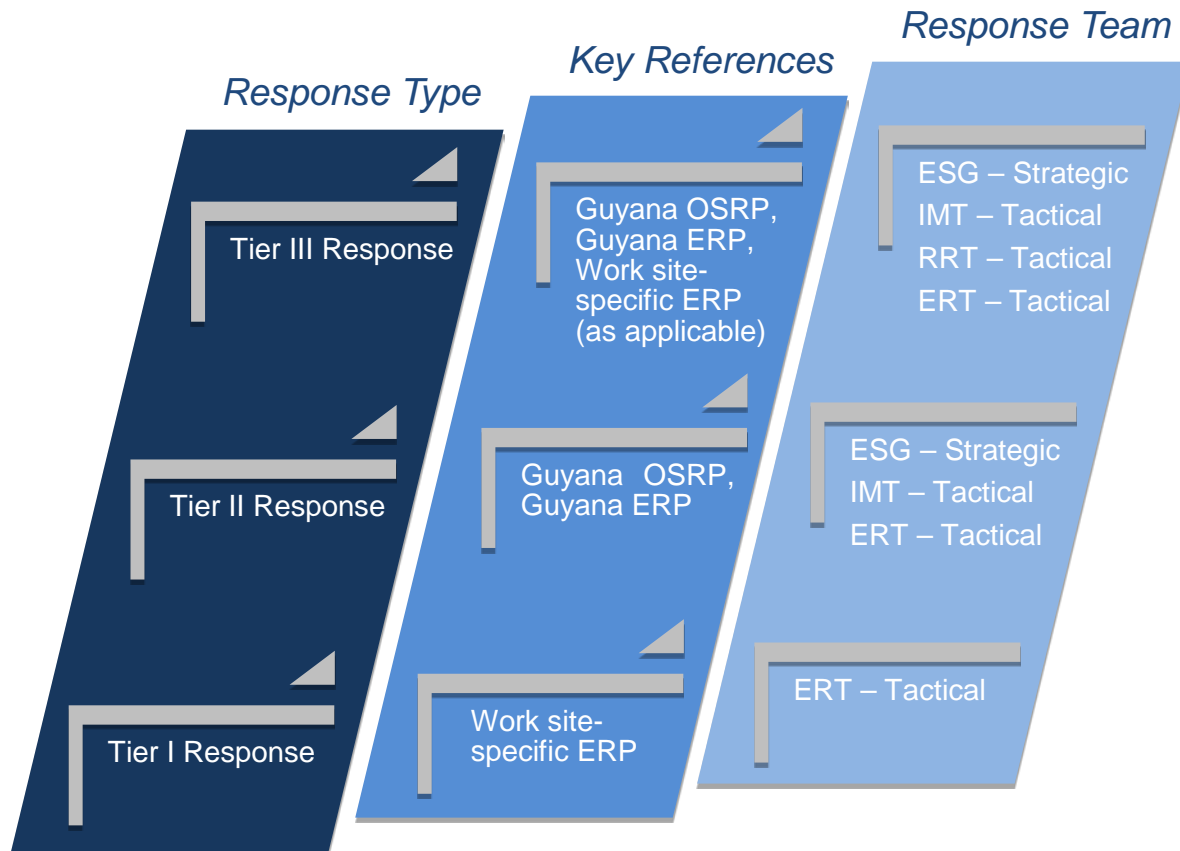 Response Type
Key References
Response Team
Tier III Response
Guyana OSRP,
Guyana ERP,
Work site-
specific ERP
(as applicable)
ESG – Strategic
IMT – Tactical
RRT – Tactical
ERT – Tactical
Tier II Response
Guyana OSRP,
Guyana ERP
ESG – Strategic
IMT – Tactical
ERT – Tactical
Tier I Response
Work site-
specific ERP
ERT – Tactical